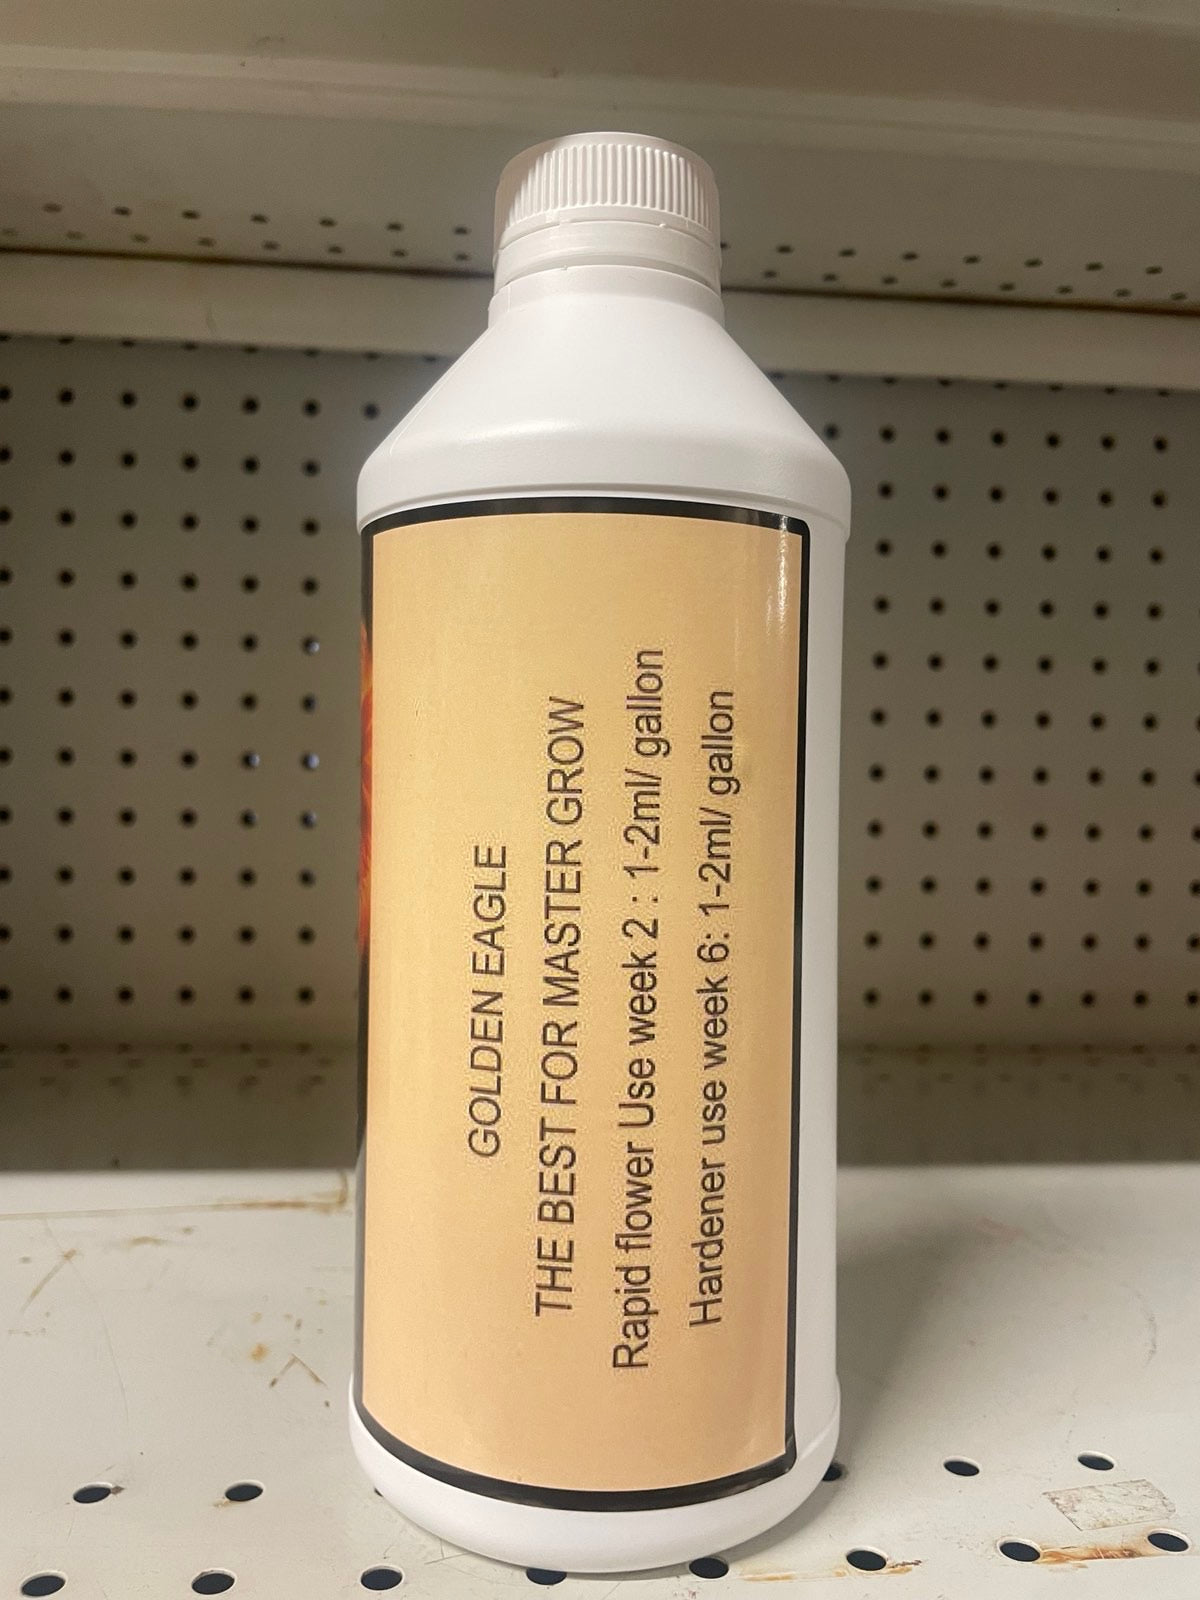 GOLDEN EAGLE
THE BEST FOR MASTER GROW
Rapid flower Use week 2 : 1-2ml/ gallon
Hardener use week 6: 1-2ml/ gallon